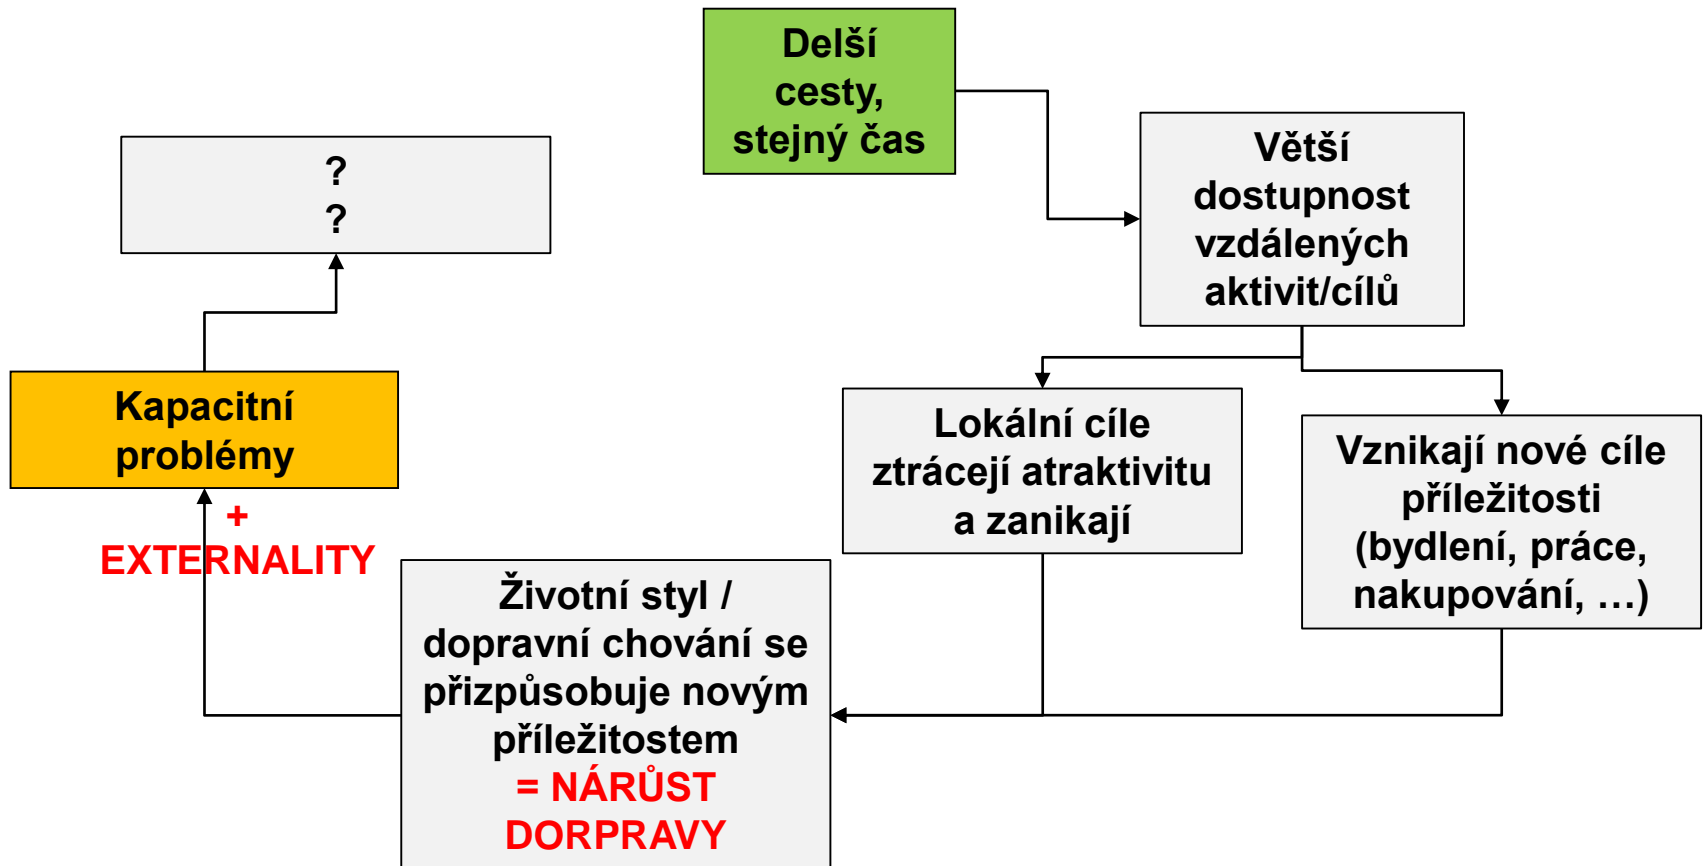 Delší
cesty,
stejný čas
Větší
dostupnost
vzdálených
aktivit/cílů
Lokální cíle
ztrácejí atraktivitu
a zanikají
Vznikají nové cíle
příležitosti
(bydlení, práce,
nakupování, …)
Životní styl /
dopravní chování se
přizpůsobuje novým
příležitostem
= NÁRŮST
DORPRAVY
Kapacitní
problémy
+
EXTERNALITY
?
?